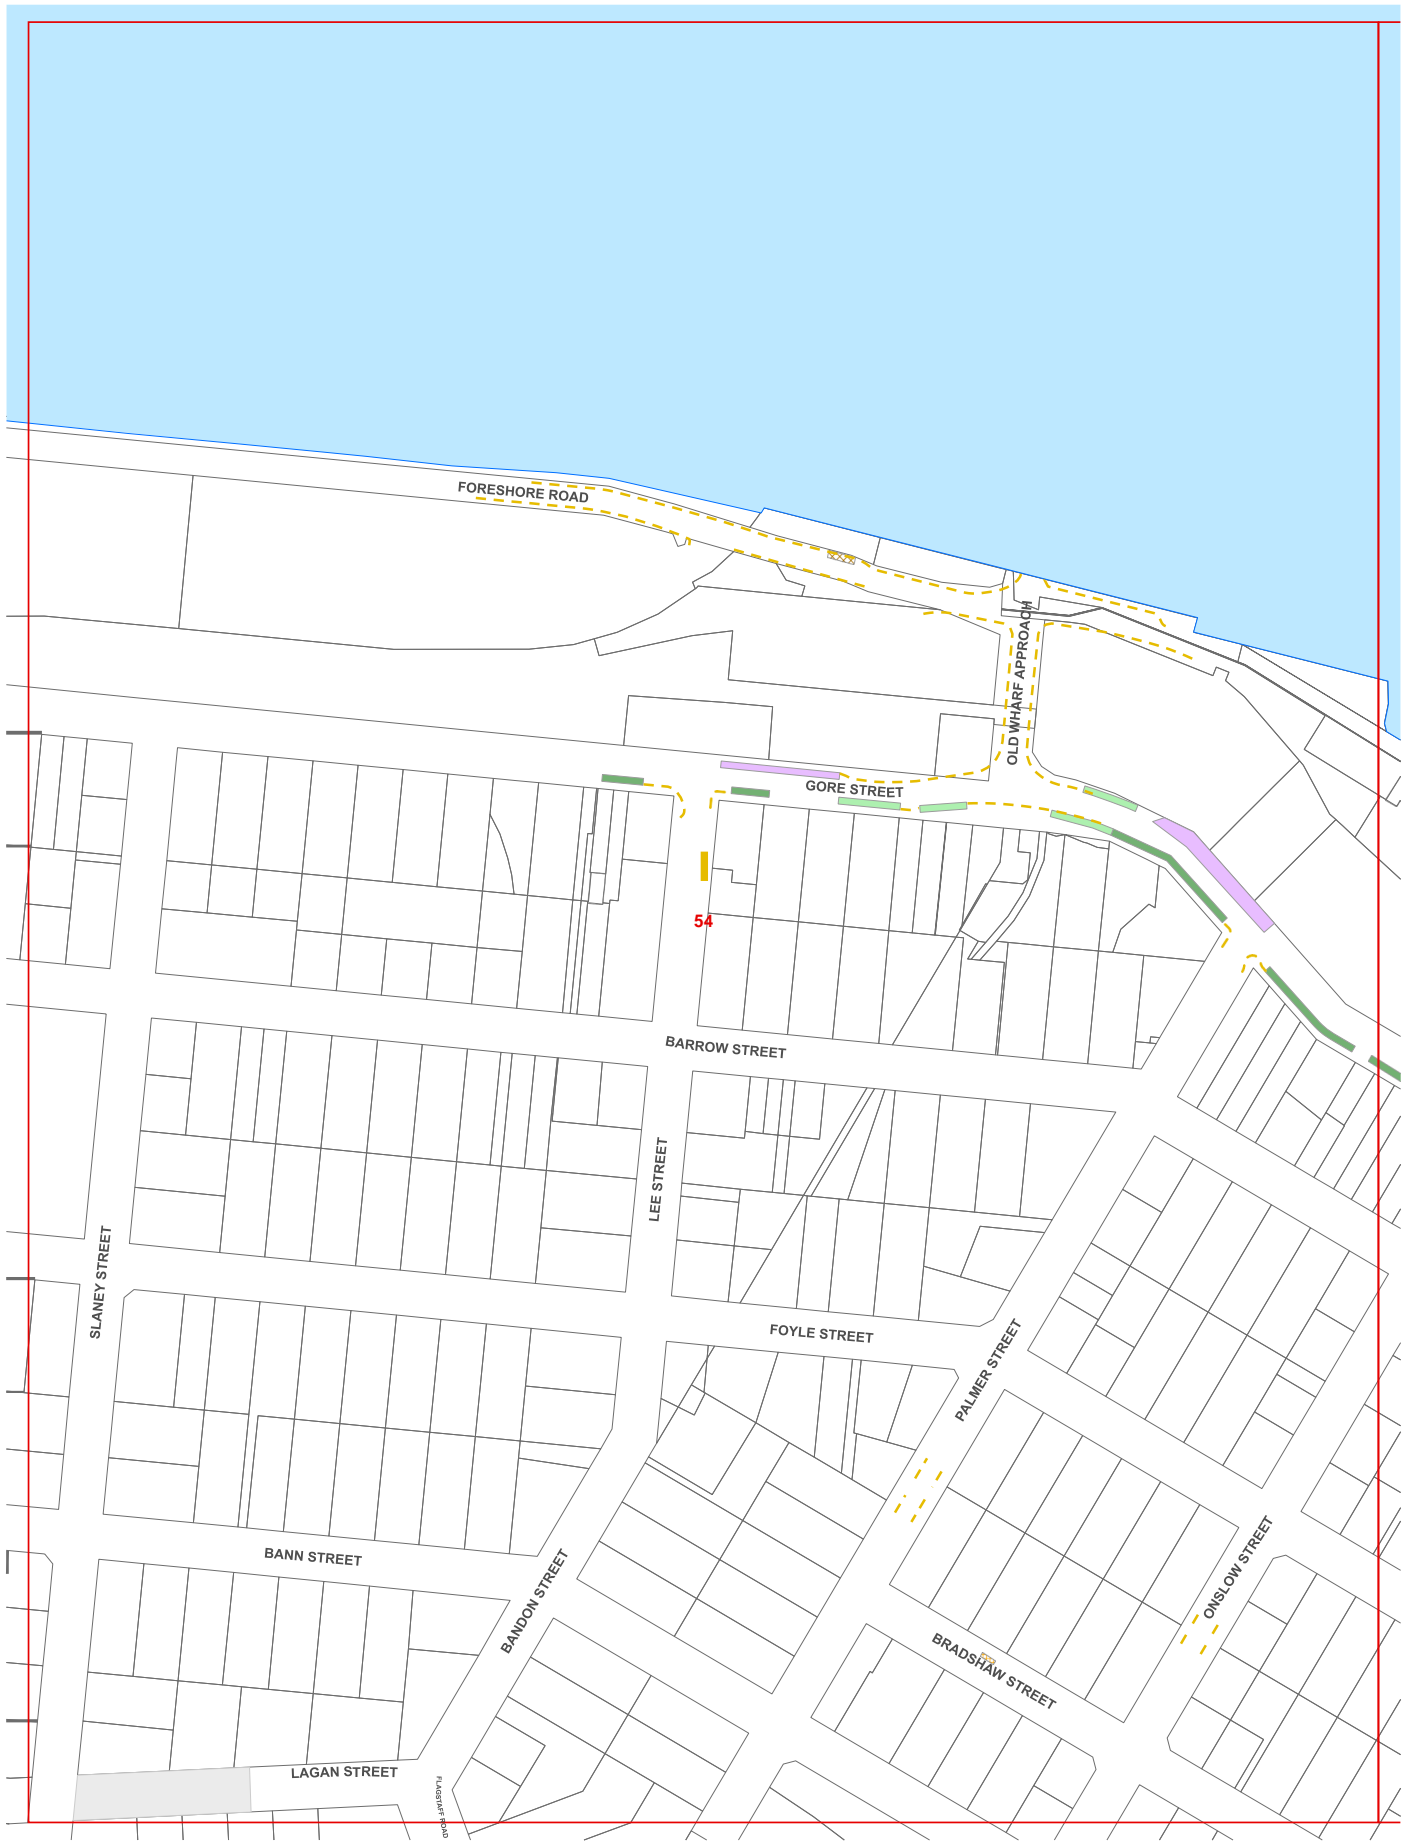 FORESHORE ROAD
OLD WHARF APPROACH
GORE STREET
54
BARROW STREET
LEE STREET
SLANEY STREET
FOYLE STREET
PALMER STREET
BANN STREET
BANDON STREET
ONSLOW STREET
BRADSHAW STREET
LAGAN STREET
FLAGSTAFF ROAD